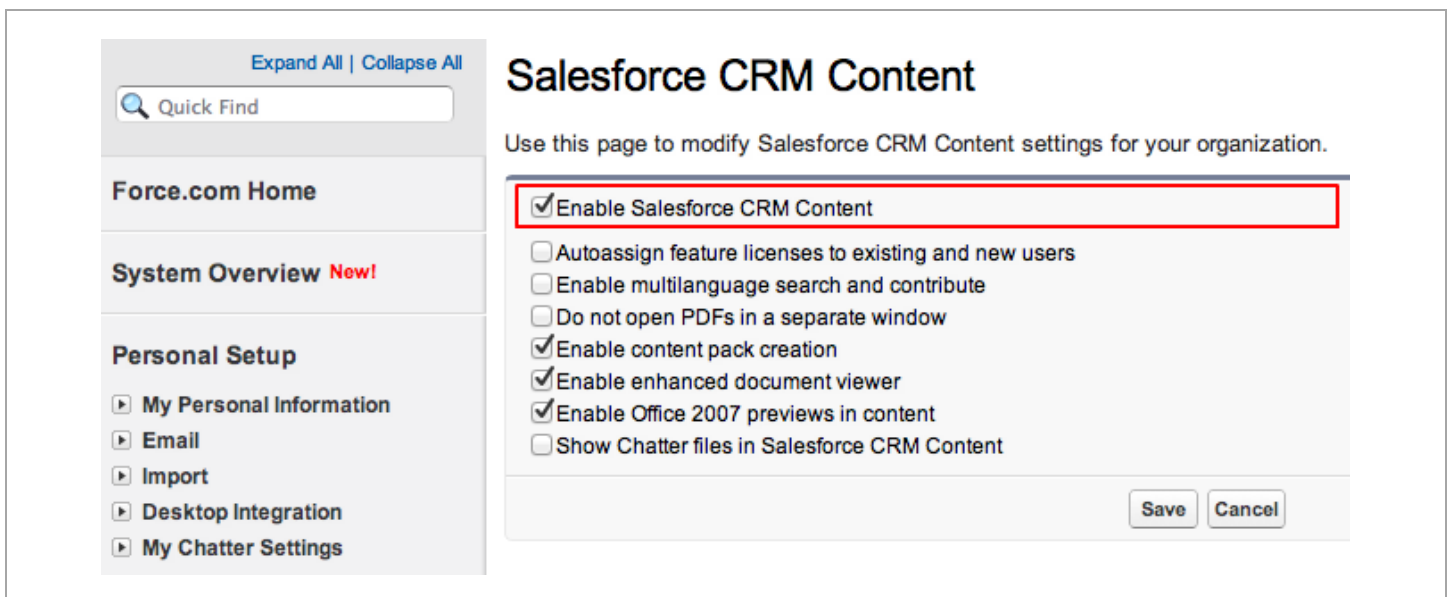 Expand All | Collapse All
Quick Find
Force.com Home
System Overview New!
Personal Setup
My Personal Information
Email
Import
Desktop Integration
My Chatter Settings
Salesforce CRM Content
Use this page to modify Salesforce CRM Content settings for your organization.
Enable Salesforce CRM Content
Autoassign feature licenses to existing and new users
Enable multilanguage search and contribute
Do not open PDFs in a separate window
Enable content pack creation
Enable enhanced document viewer
Enable Office 2007 previews in content
Show Chatter files in Salesforce CRM Content
Save Cancel